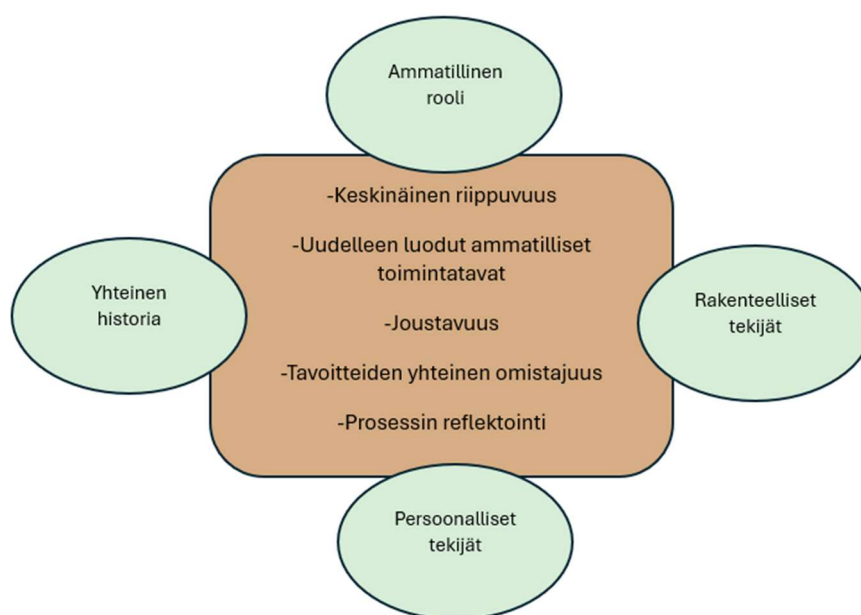 Ammatillinen
rooli
-Keskinäinen riippuvuus
-Uudelleen luodut ammatilliset
toimintatavat
-Joustavuus
-Tavoitteiden yhteinen omistajuus
-Prosessin reflektointi
Yhteinen
historia
Rakenteelliset
tekijät
Persoonalliset
tekijät